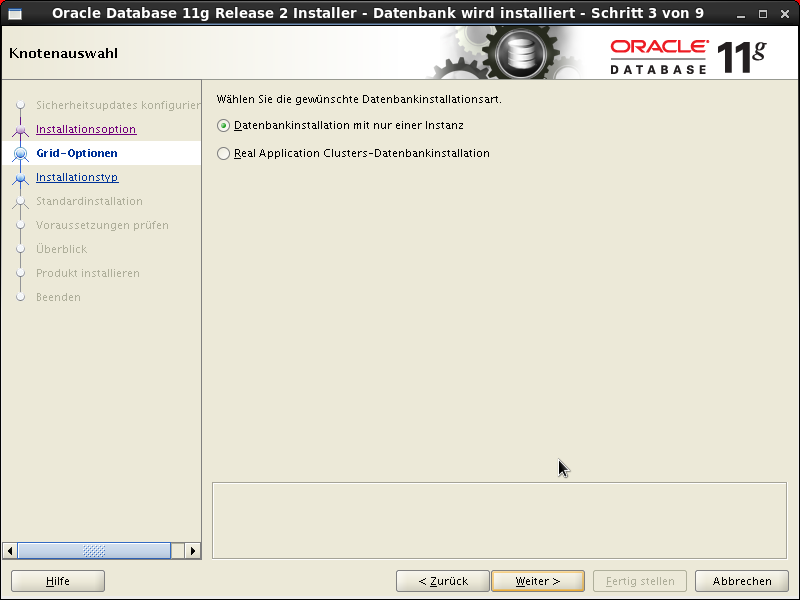 Oracle Database 11g Release 2 Installer - Datenbank wird installiert - Schritt 3 von 9
Knotenauswahl
ORACLE
DATABASE
11g
Sicherheitsupdates konfigurier
Installationsoption
Grid-Optionen
Installationstyp
Standardinstallation
Voraussetzungen prüfen
Überblick
Produkt installieren
Beenden
Wählen Sie die gewünschte Datenbankinstallationsart.
Datenbankinstallation mit nur einer Instanz
Real Application Clusters-Datenbankinstallation
Hilfe
< Zurück
Weiter >
Fertig stellen
Abbrechen